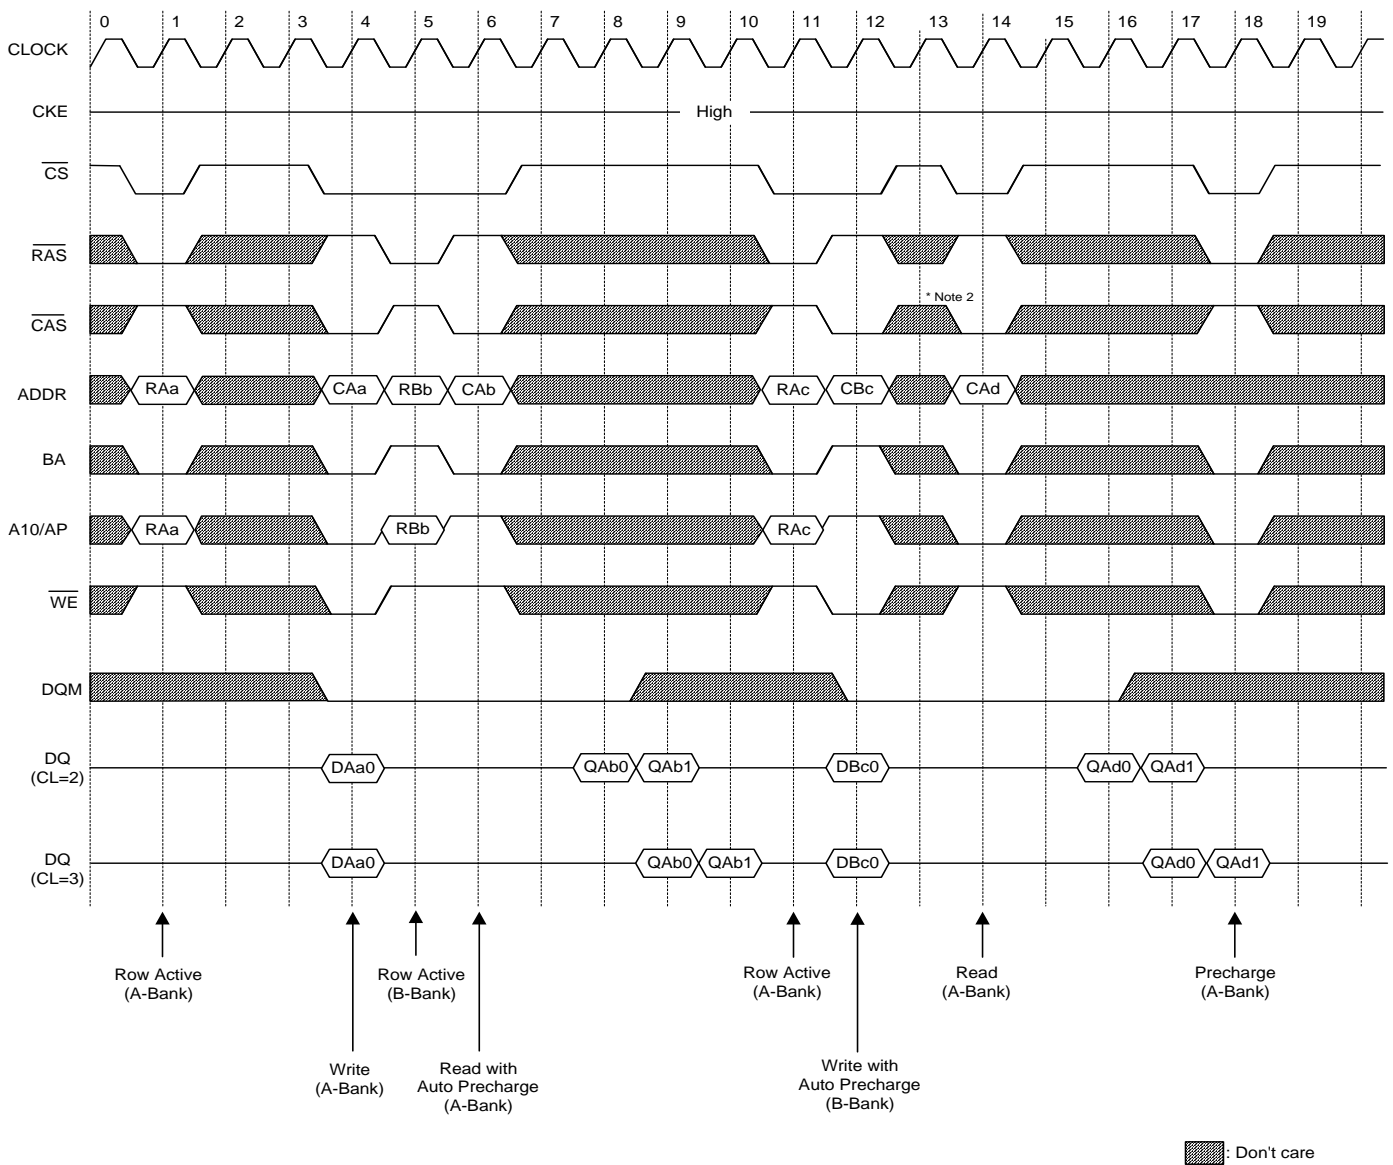 0 1 2 3 4 5 6 7 8 9 10 11 12 13 14 15 16 17 18 19
CLOCK
CKE
High
CS
RAS
CAS
* Note 2
ADDR
RAa CAa RBb CAb RAc CBc CAd
BA
A10/AP
RAa RBb RAc
WE
DQM
DQ
(CL=2)
DAa0 QAb0 QAb1 DBc0 QAd0 QAd1
DQ
(CL=3)
DAa0 QAb0 QAb1 DBc0 QAd0 QAd1
Row Active
(A-Bank)
Row Active
(B-Bank)
Row Active
(A-Bank)
Read
(A-Bank)
Precharge
(A-Bank)
Write
(A-Bank)
Read with
Auto Precharge
(A-Bank)
Write with
Auto Precharge
(B-Bank)
: Don't care